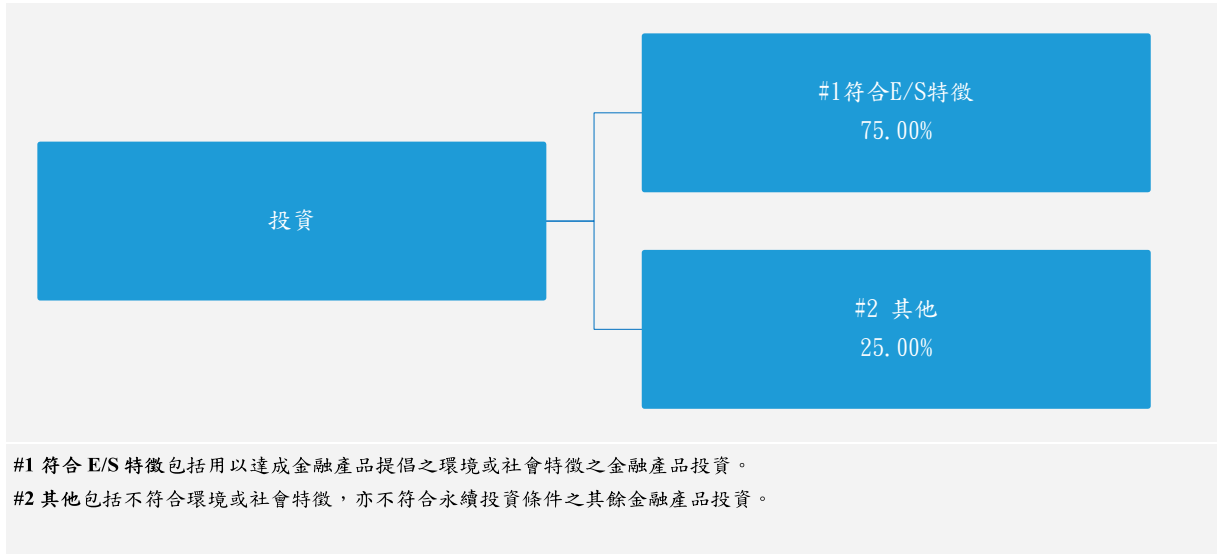 投資
#1符合E/S特徵
75.00%
#2 其他
25.00%
#1 符合 E/S 特徵包括用以達成金融產品提倡之環境或社會特徵之金融產品投資。
#2 其他包括不符合環境或社會特徵，亦不符合永續投資條件之其餘金融產品投資。